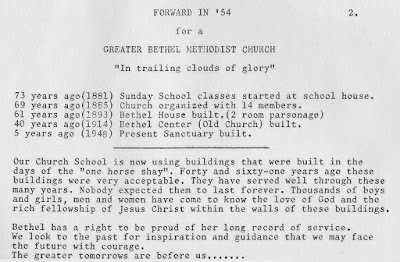 FORWARD IN '54 2.
for a
GREATER BETHEL METHODIST CHURCH
"In trailing clouds of glory"
73 years ago(1881) Sunday School classes started at school house.
69 years ago(1885) Church organized with 14 members.
61 years ago(1893) Bethel House built.(2 room parsonage)
40 years ago(1914) Bethel Center (Old Church) built.
5 years ago(1948) Present Sanctuary built.
Our Church School is now using buildings that were built in the
days of the "one horse shay". Forty and sixty-one years ago these
buildings were very acceptable. They have served well through these
many years. Nobody expected them to last forever. Thousands of boys
and girls, men and women have come to know the love of God and the
rich fellowship of Jesus Christ within the walls of these buildings.
Bethel has a right to be proud of her long record of service.
We look to the past for inspiration and guidance that we may face
the future with courage.
The greater tomorrows are before us.......